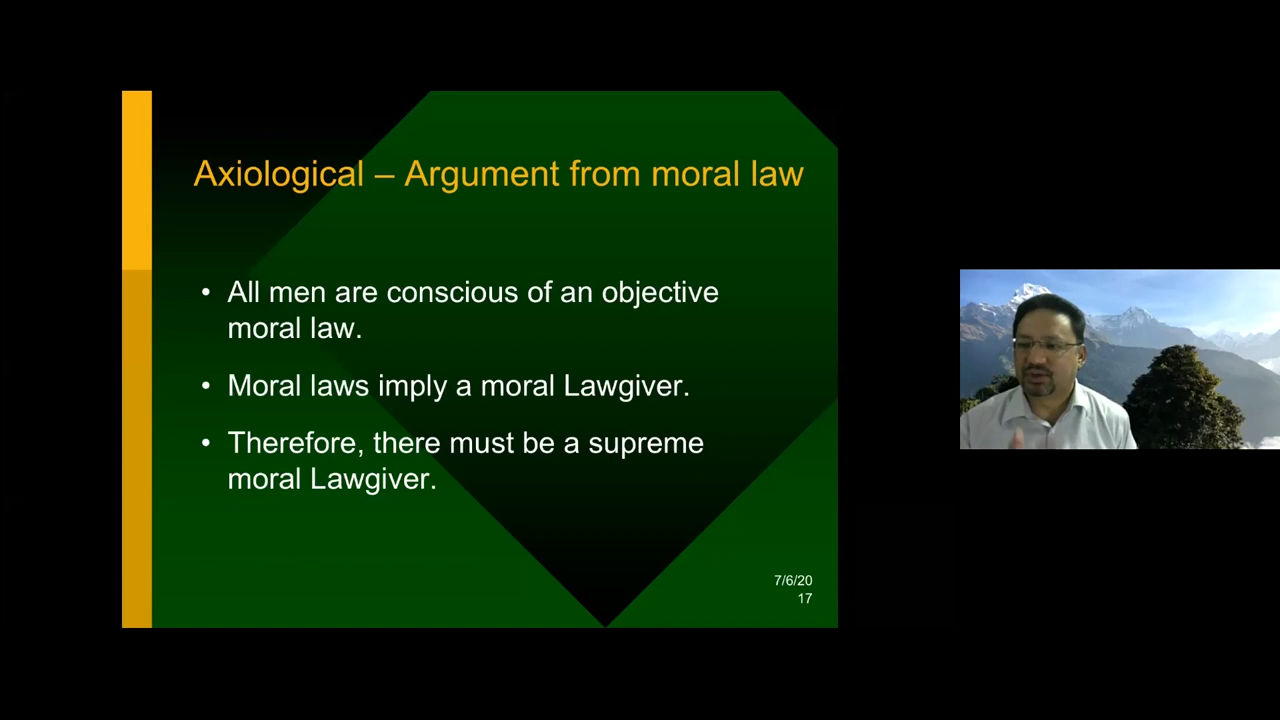 Axiological – Argument from moral law
• All men are conscious of an objective
moral law.
• Moral laws imply a moral Lawgiver.
• Therefore, there must be a supreme
moral Lawgiver.
7/6/20
17